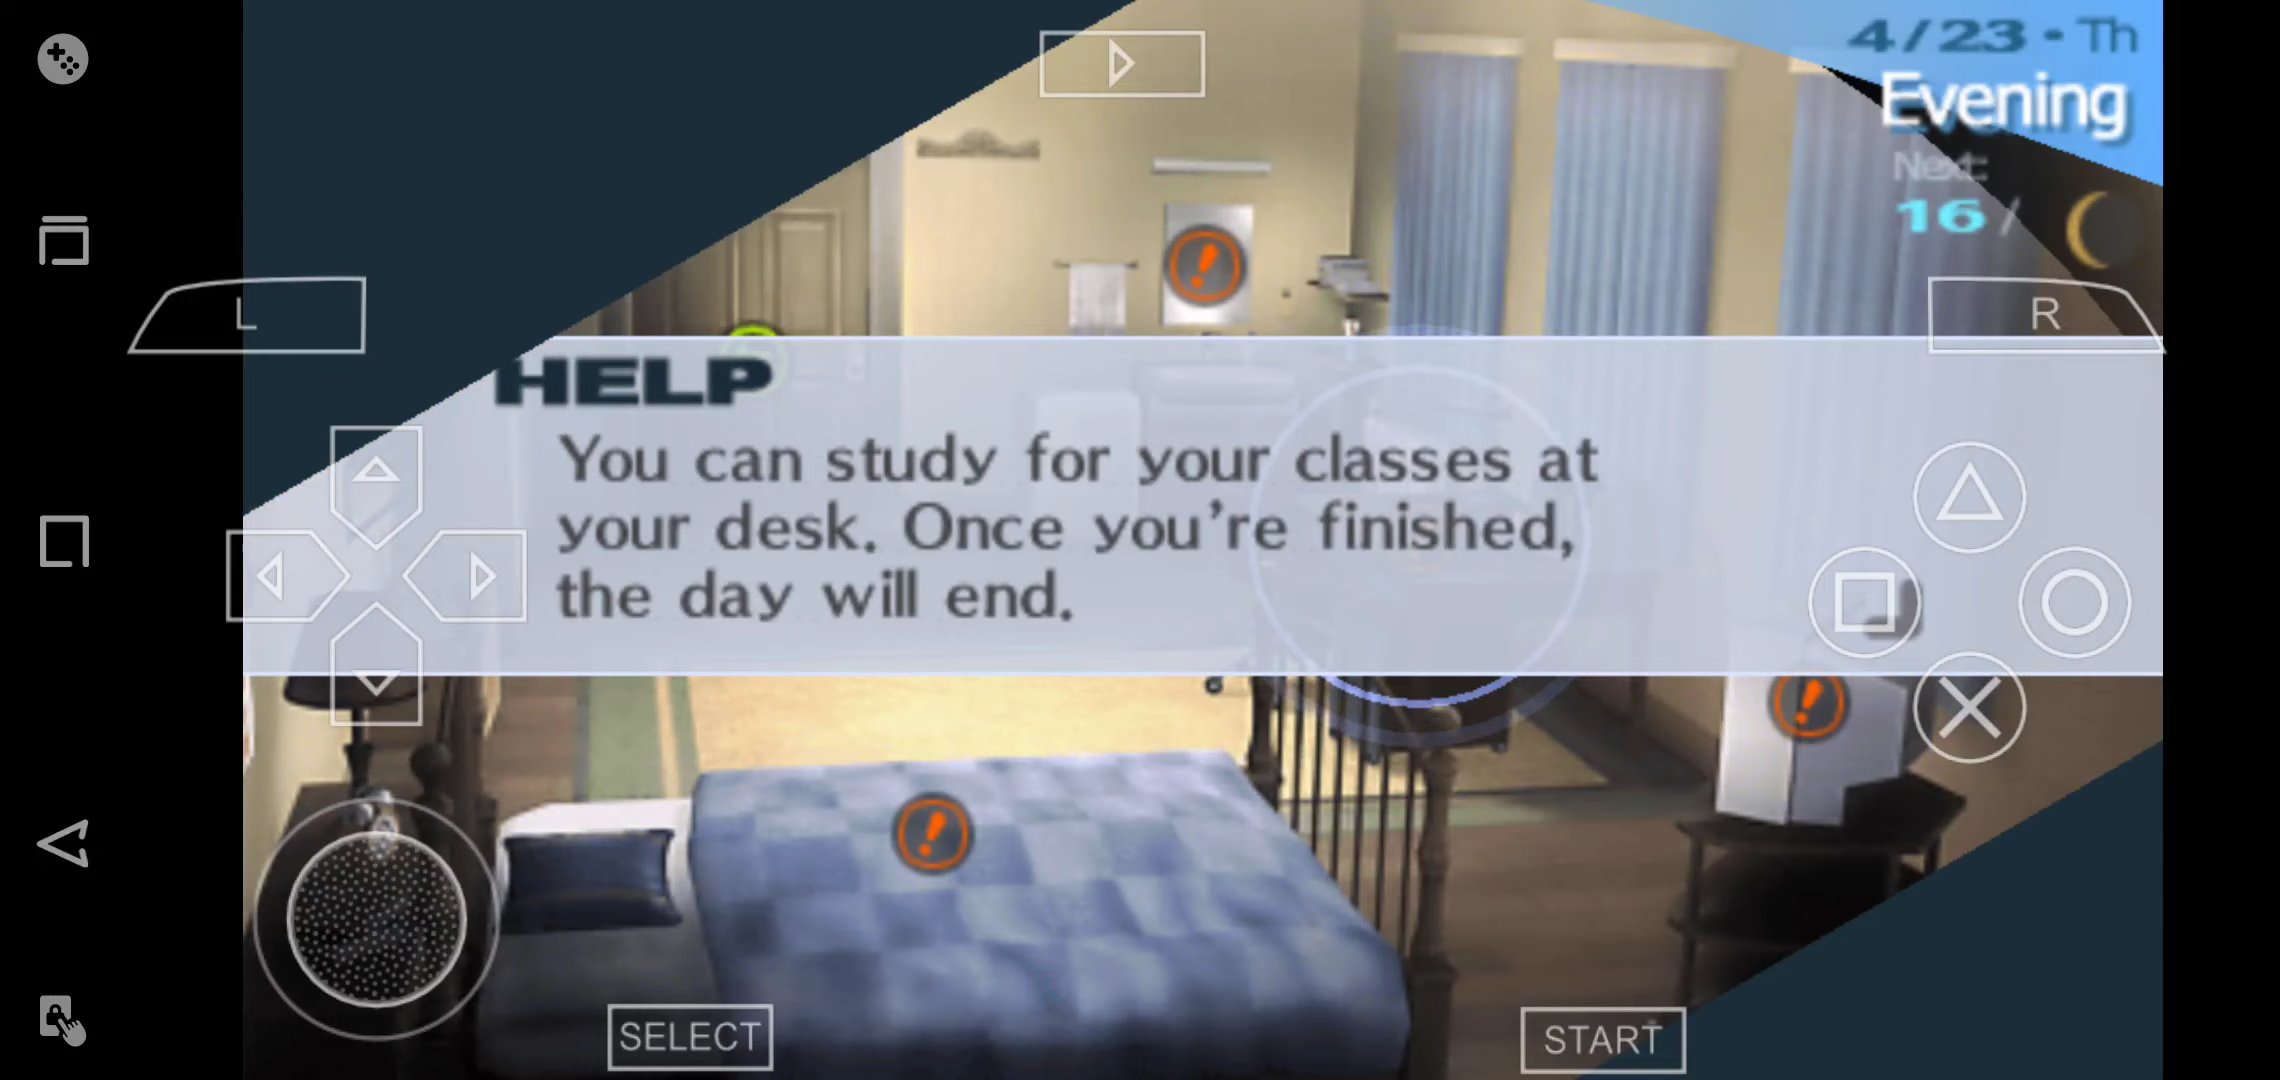 4/23 • Th
Evening
Next:
16 /
L
R
HELP
You can study for your classes at
your desk. Once you're finished,
the day will end.
SELECT
START